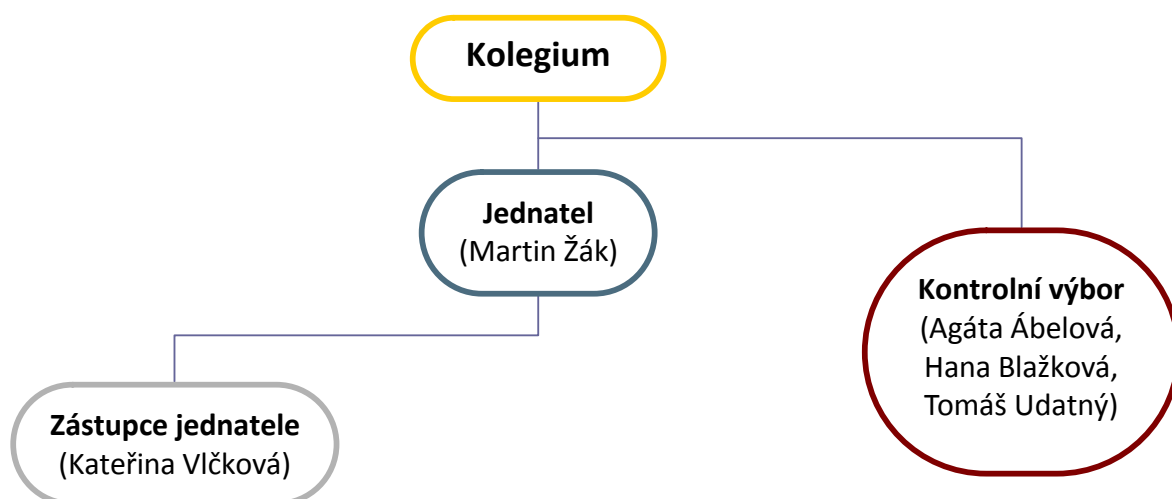 Kolegium
Jednatel
(Martin Žák)
Kontrolní výbor
(Agáta Ábelová,
Hana Blažková,
Tomáš Udatný)
Zástupce jednatele
(Kateřina Vlčková)